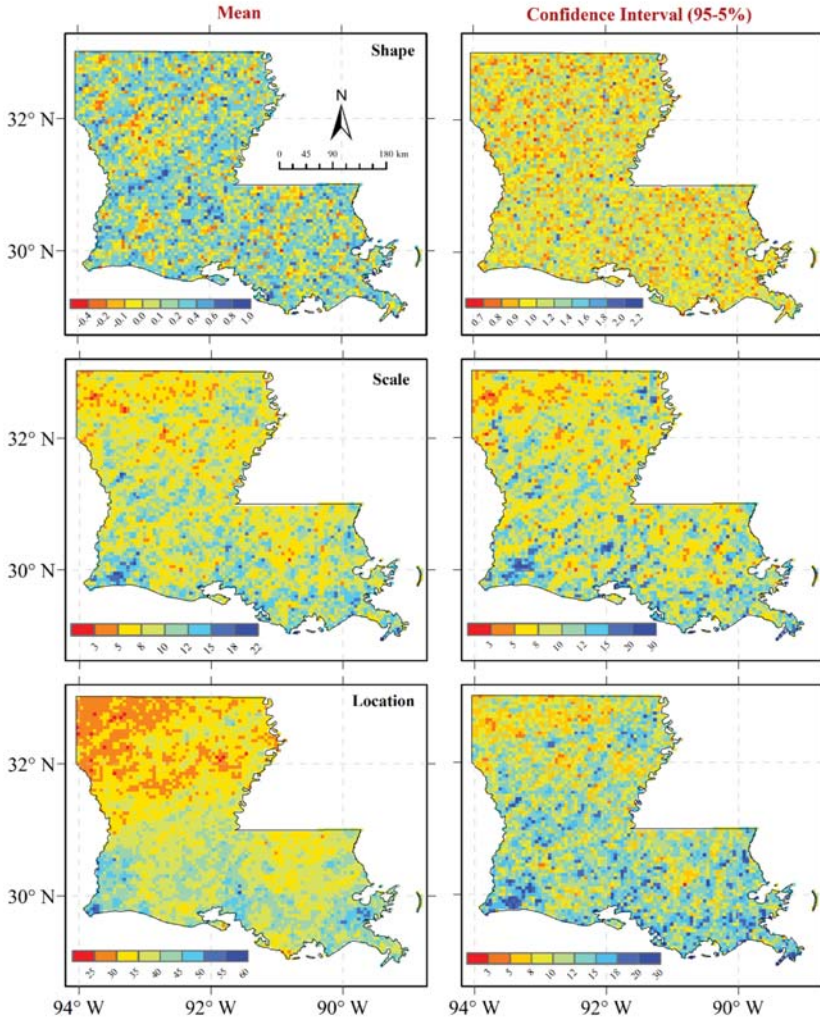 Mean
Confidence Interval (95-5%)
Shape
N
0 45 90 180 km
32° N
30° N
-0.4 -0.2 -0.1 0.0 0.1 0.2 0.4 0.6 0.8 1.0
0.7 0.8 0.9 1.0 1.2 1.4 1.6 1.8 2.0 2.2
Scale
32° N
30° N
3 5 8 10 12 15 18 22
3 5 8 10 12 15 20 30
Location
32° N
30° N
25 30 35 40 45 50 55 60
3 5 8 10 12 15 18 20 30
94° W 92° W 90° W 94° W 92° W 90° W